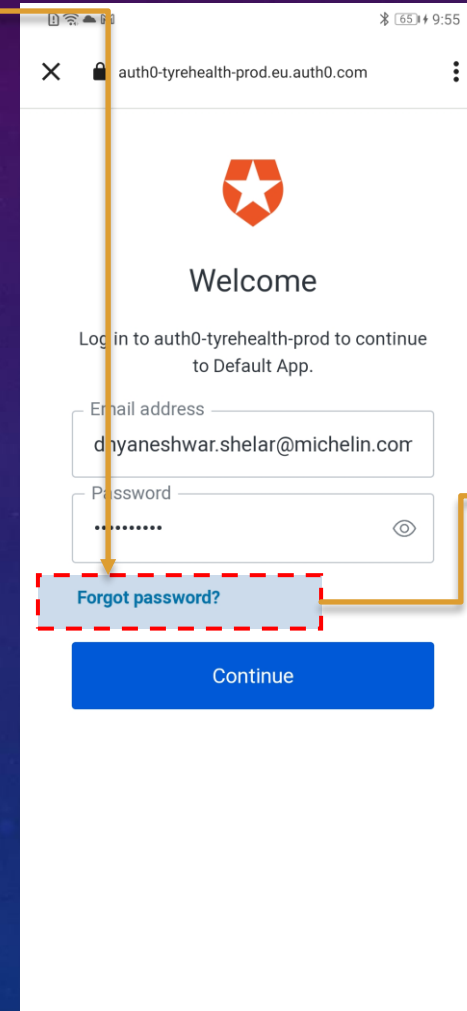 65 9:55
auth0-tyrehealth-prod.eu.auth0.com
Welcome
Log in to auth0-tyrehealth-prod to continue
to Default App.
Email address
dnyaneshwar.shelar@michelin.com
Password
••••••••••
Forgot password?
Continue